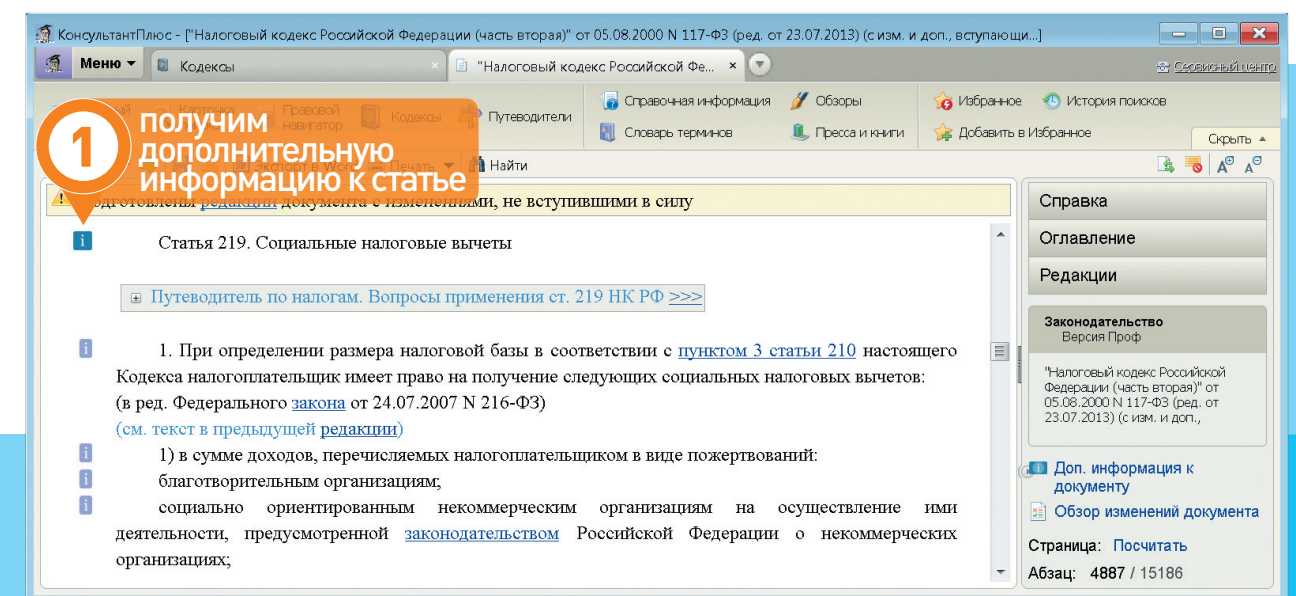 КонсультантПлюс - ["Налоговый кодекс Российской Федерации (часть вторая)" от 05.08.2000 N 117-ФЗ (ред. от 23.07.2013) (с изм. и доп., вступающи...]
Меню
Кодексы
"Налоговый кодекс Российской Фе...
Сервисный центр
Карточка
Правовой
навигатор
Кодексы
Путеводители
Справочная информация
Словарь терминов
Обзоры
Пресса и книги
Избранное
Добавить в Избранное
История поисков
Скрыть
1
получим
дополнительную
информацию к статье
Экспорт в Word
Печать
Найти
Подготовлены редакции документа с изменениями, не вступившими в силу
Статья 219. Социальные налоговые вычеты
Путеводитель по налогам. Вопросы применения ст. 219 НК РФ >>>
1. При определении размера налоговой базы в соответствии с пунктом 3 статьи 210 настоящего
Кодекса налогоплательщик имеет право на получение следующих социальных налоговых вычетов:
(в ред. Федерального закона от 24.07.2007 N 216-ФЗ)
(см. текст в предыдущей редакции)
1) в сумме доходов, перечисляемых налогоплательщиком в виде пожертвований:
благотворительным организациям;
социально ориентированным некоммерческим организациям на осуществление ими
деятельности, предусмотренной законодательством Российской Федерации о некоммерческих
организациях;
Справка
Оглавление
Редакции
Законодательство
Версия Проф
"Налоговый кодекс Российской
Федерации (часть вторая)" от
05.08.2000 N 117-ФЗ (ред. от
23.07.2013) (с изм. и доп.,
Доп. информация к
документу
Обзор изменений документа
Страница: Посчитать
Абзац: 4887 / 15186